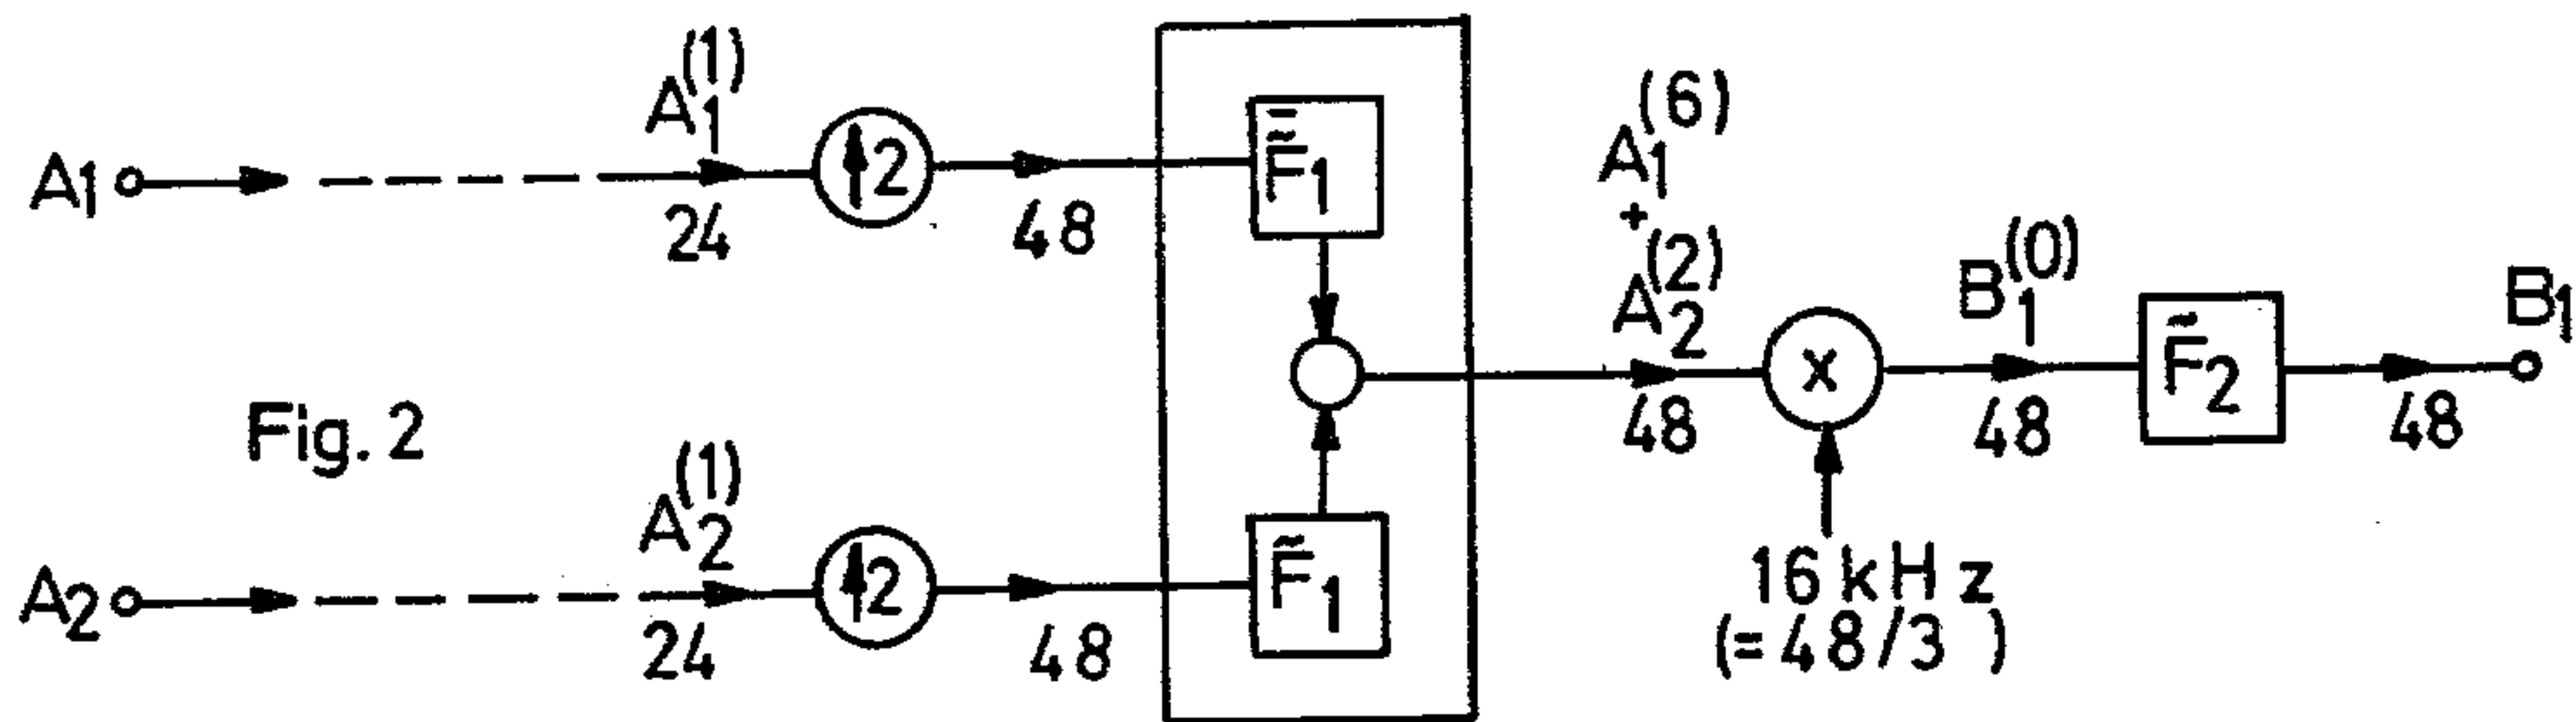 A₁
A₁⁽¹⁾
24
↑2
48
F̃̄₁
A₁⁽⁶⁾
+
A₂⁽²⁾
48
x
16 kHz
(= 48/3 )
B₁⁽⁰⁾
48
F̃₂
48
B₁
Fig. 2
A₂
A₂⁽¹⁾
24
↑2
48
F̃₁